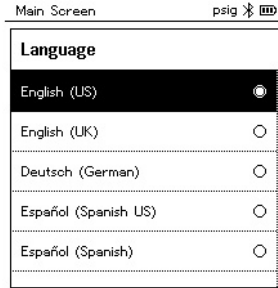 Main Screen psig
Language
English (US)
English (UK)
Deutsch (German)
Español (Spanish US)
Español (Spanish)